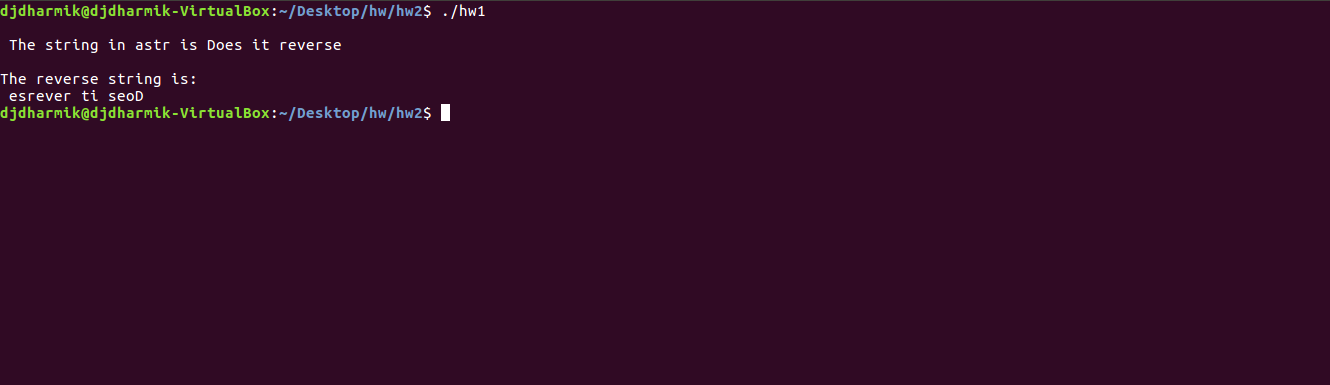 djdharmik@djdharmik-VirtualBox:~/Desktop/hw/hw2$ ./hw1
The string in astr is Does it reverse
The reverse string is:
esrever ti seoD
djdharmik@djdharmik-VirtualBox:~/Desktop/hw/hw2$